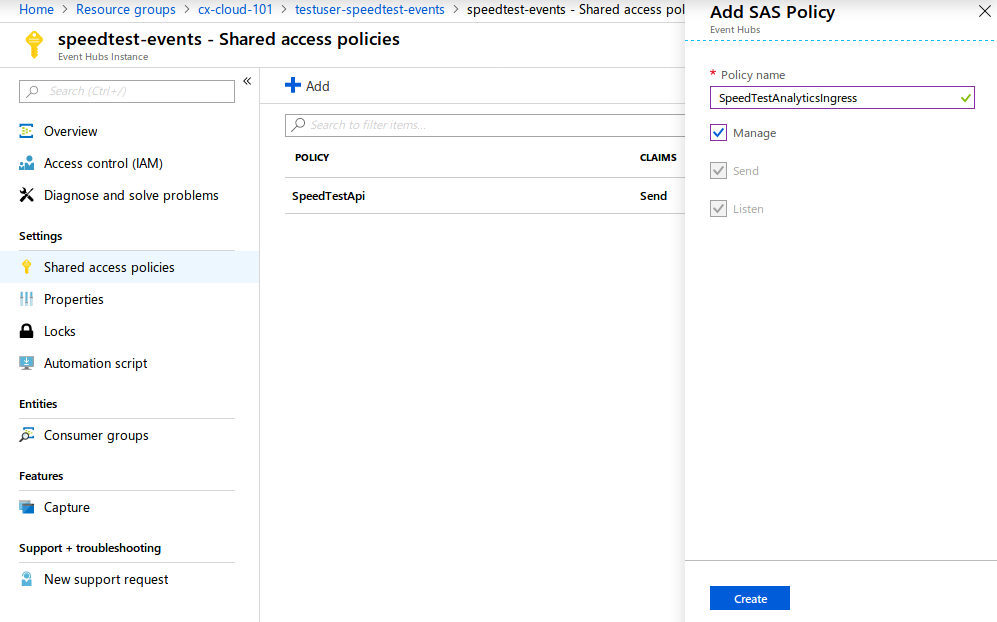 Home > Resource groups > cx-cloud-101 > testuser-speedtest-events > speedtest-events - Shared access pol
speedtest-events - Shared access policies
Event Hubs Instance
Search (Ctrl+/)
«
Overview
Access control (IAM)
Diagnose and solve problems
Settings
Shared access policies
Properties
Locks
Automation script
Entities
Consumer groups
Features
Capture
Support + troubleshooting
New support request
Add
Search to filter items...
POLICY CLAIMS
SpeedTestApi Send
Add SAS Policy
Event Hubs
* Policy name
SpeedTestAnalyticsIngress
Manage
Send
Listen
Create